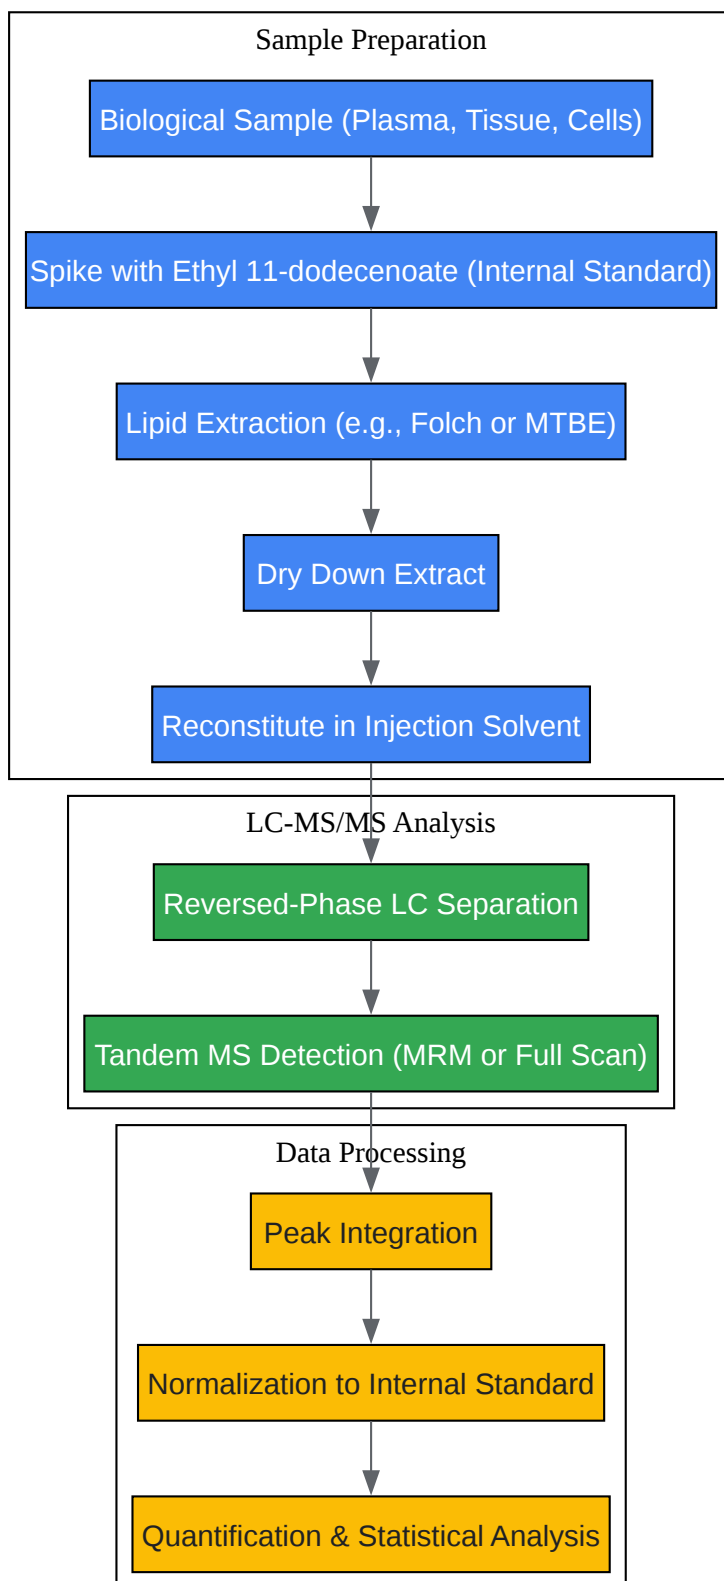 Sample Preparation
Biological Sample (Plasma, Tissue, Cells)
Spike with Ethyl 11-dodecenoate (Internal Standard)
Lipid Extraction (e.g., Folch or MTBE)
Dry Down Extract
Reconstitute in Injection Solvent
LC-MS/MS Analysis
Reversed-Phase LC Separation
Tandem MS Detection (MRM or Full Scan)
Data Processing
Peak Integration
Normalization to Internal Standard
Quantification & Statistical Analysis